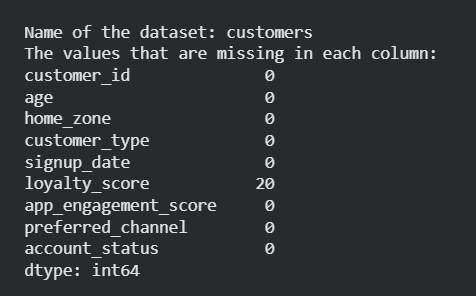 Name of the dataset: customers
The values that are missing in each column:
customer_id 0
age 0
home_zone 0
customer_type 0
signup_date 0
loyalty_score 20
app_engagement_score 0
preferred_channel 0
account_status 0
dtype: int64